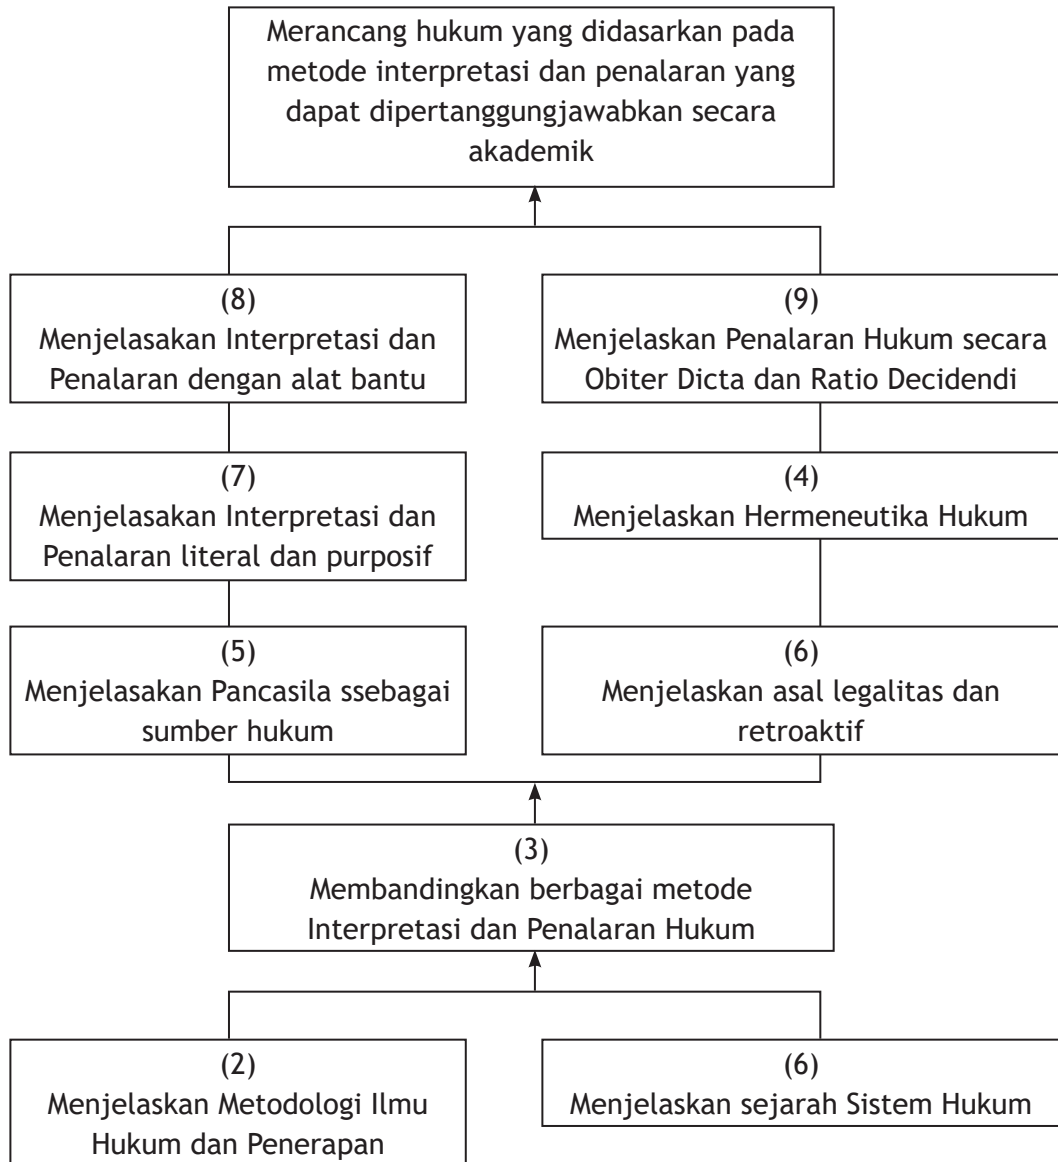 Merancang hukum yang didasarkan pada
metode interpretasi dan penalaran yang
dapat dipertanggungjawabkan secara
akademik
(8)
Menjelasakan Interpretasi dan
Penalaran dengan alat bantu
(9)
Menjelaskan Penalaran Hukum secara
Obiter Dicta dan Ratio Decidendi
(7)
Menjelasakan Interpretasi dan
Penalaran literal dan purposif
(4)
Menjelaskan Hermeneutika Hukum
(5)
Menjelasakan Pancasila ssebagai
sumber hukum
(6)
Menjelaskan asal legalitas dan
retroaktif
(3)
Membandingkan berbagai metode
Interpretasi dan Penalaran Hukum
(2)
Menjelaskan Metodologi Ilmu
Hukum dan Penerapan
(6)
Menjelaskan sejarah Sistem Hukum